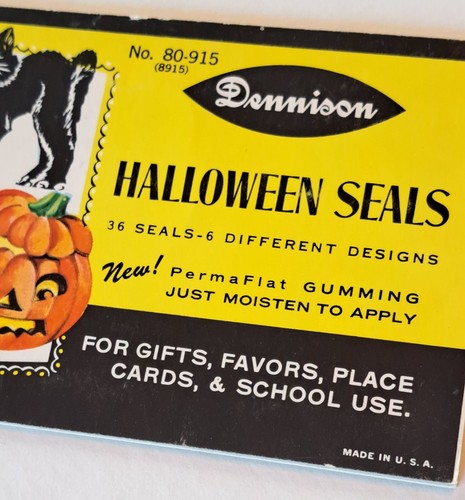 No. 80-915
(8915)
Dennison
HALLOWEEN SEALS
36 SEALS-6 DIFFERENT DESIGNS
New! PermaFlat GUMMING
JUST MOISTEN TO APPLY
FOR GIFTS, FAVORS, PLACE
CARDS, & SCHOOL USE.
MADE IN U. S. A.